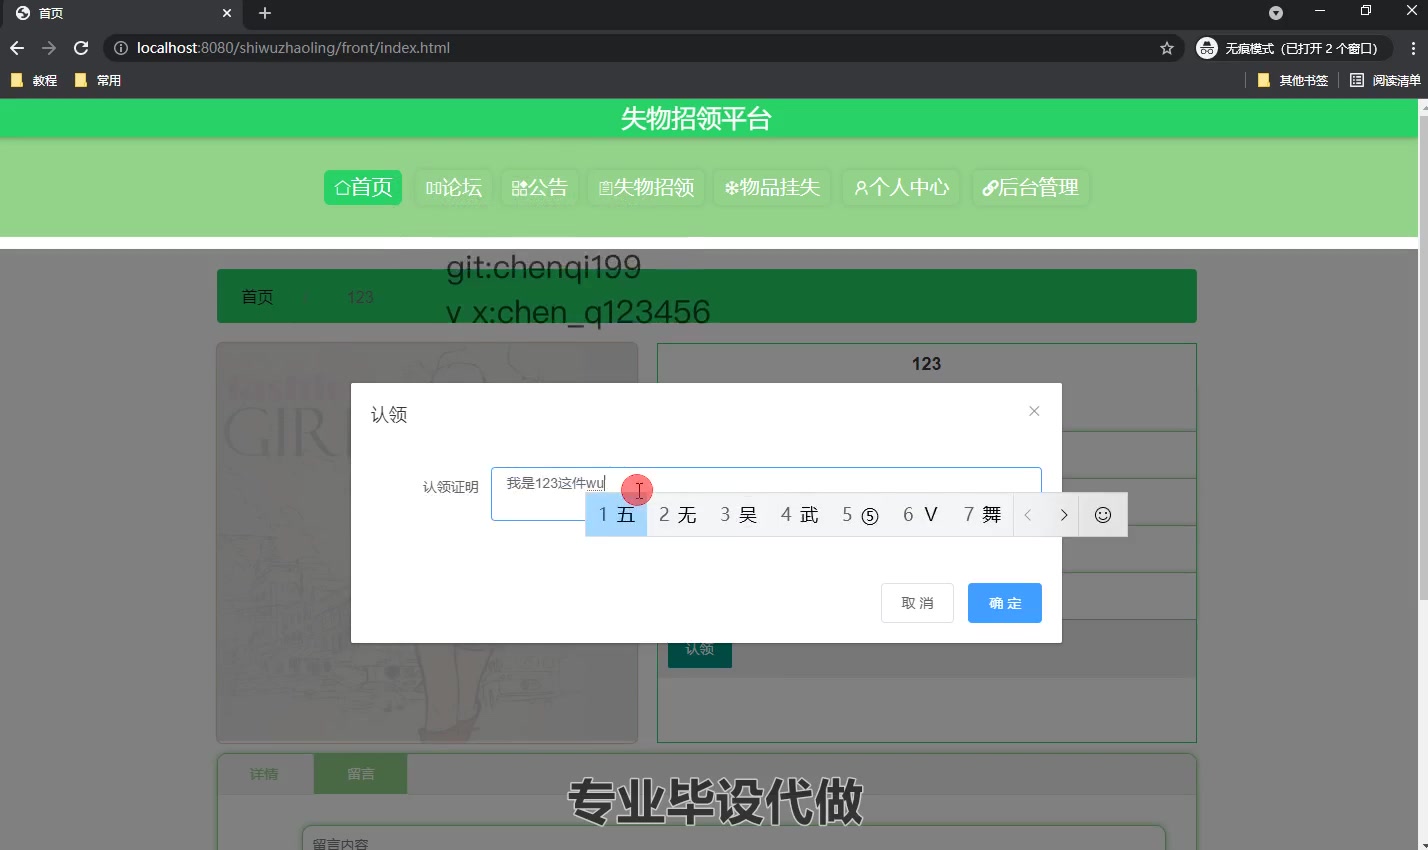 首页
localhost:8080/shiwuzhaoling/front/index.html
无痕模式（已打开 2 个窗口）
教程 常用 其他书签 阅读清单
失物招领平台
首页 论坛 公告 失物招领 物品挂失 个人中心 后台管理
git:chenqi199
首页 123
v x:chen_q123456
123
GIRL
认领
认领证明 我是123这件wu
1 五 2 无 3 吴 4 武 5 ⑤ 6 V 7 舞
取 消 确 定
认领
详情 留言
专业毕设代做
留言内容